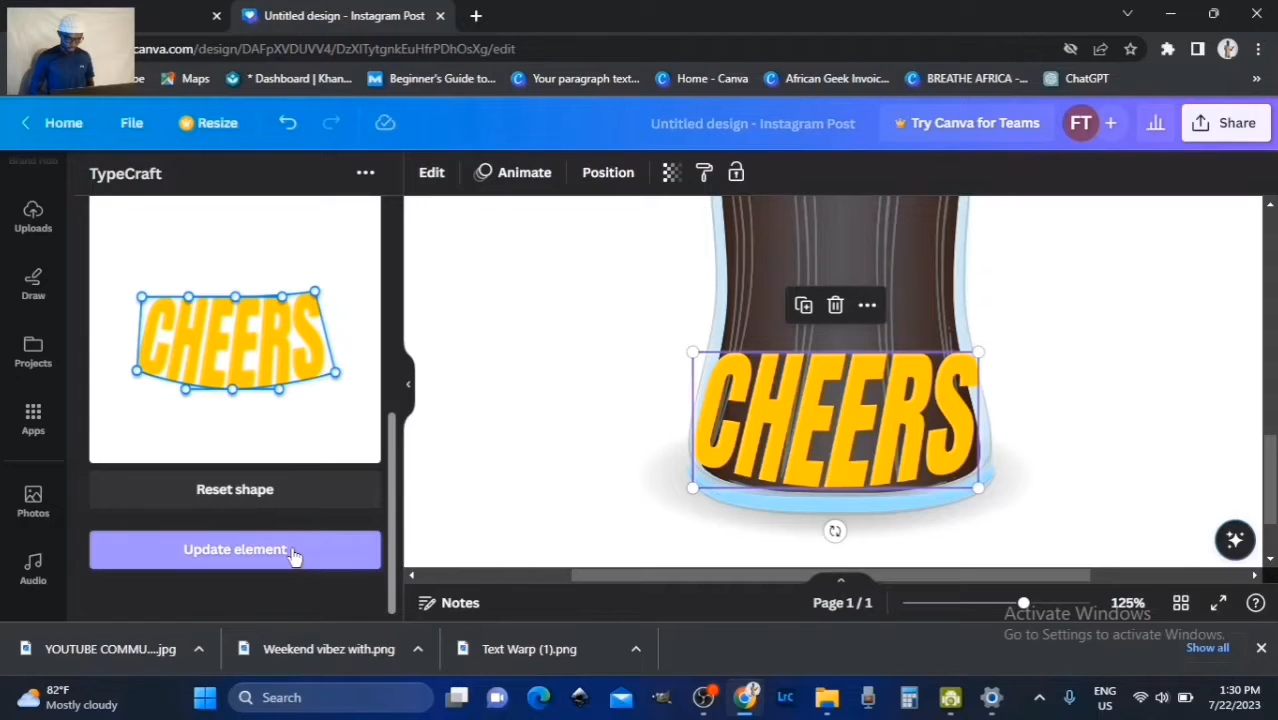 Untitled design - Instagram Post
canva.com/design/DAFpXVDUVV4/DzXlTytgnkEuHfrPDhOsXg/edit
Maps
* Dashboard | Khan...
Beginner's Guide to...
Your paragraph text...
Home - Canva
African Geek Invoic...
BREATHE AFRICA -...
ChatGPT
»
Home
File
Resize
Untitled design - Instagram Post
Try Canva for Teams
FT
Share
TypeCraft
Edit
Animate
Position
Uploads
Draw
Projects
Apps
Photos
Audio
CHEERS
CHEERS
Reset shape
Update element
Notes
Page 1 / 1
125%
Activate Windows
Go to Settings to activate Windows.
YOUTUBE COMMU....jpg
Weekend vibez with.png
Text Warp (1).png
Show all
82°F
Mostly cloudy
Search
Lrc
ENG
US
1:30 PM
7/22/2023